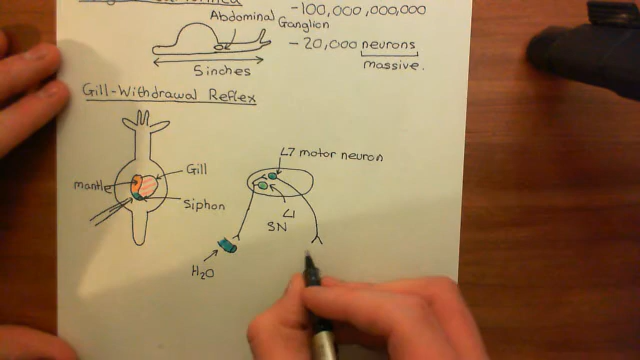 -100,000,000,000
Abdominal Ganglion
-20,000 neurons
massive.
5inches
Gill-Withdrawal Reflex
L7 motor neuron
Gill
mantle
Siphon
L1
SN
H2O